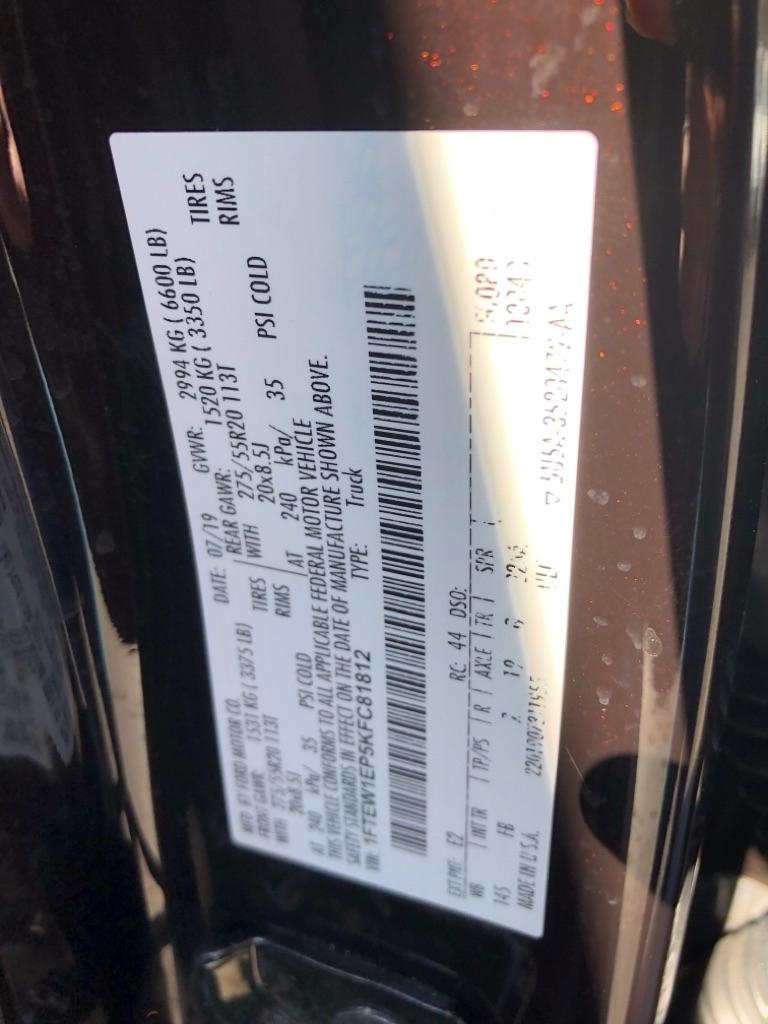 MFD. BY FORD MOTOR CO. DATE: 07/19 GVWR: 2994 KG ( 6600 LB)
FRONT GAWR: 1531 KG ( 3375 LB) REAR GAWR: 1520 KG ( 3350 LB)
WITH 275/55R20 113T TIRES WITH 275/55R20 113T TIRES
20x8.5J RIMS 20x8.5J RIMS
AT 240 kPa/ 35 PSI COLD AT 240 kPa/ 35 PSI COLD
THIS VEHICLE CONFORMS TO ALL APPLICABLE FEDERAL MOTOR VEHICLE
SAFETY STANDARDS IN EFFECT ON THE DATE OF MANUFACTURE SHOWN ABOVE.
VIN: 1FTEW1EP5KFC81812 TYPE: Truck
EXT PNT: E2 RC: 44 DSO:
WB INT TR TP/PS R AXLE TR SPR
145 FB 2 19
MADE IN U.S.A.